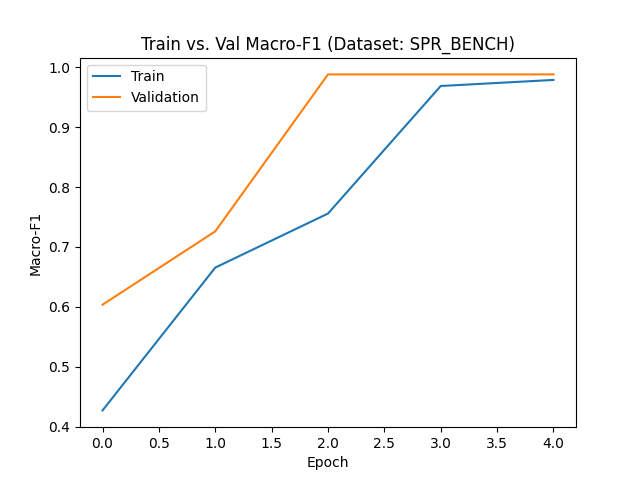 Train vs. Val Macro-F1 (Dataset: SPR_BENCH)
Train
Validation
Macro-F1
1.0
0.9
0.8
0.7
0.6
0.5
0.4
0.0 0.5 1.0 1.5 2.0 2.5 3.0 3.5 4.0
Epoch